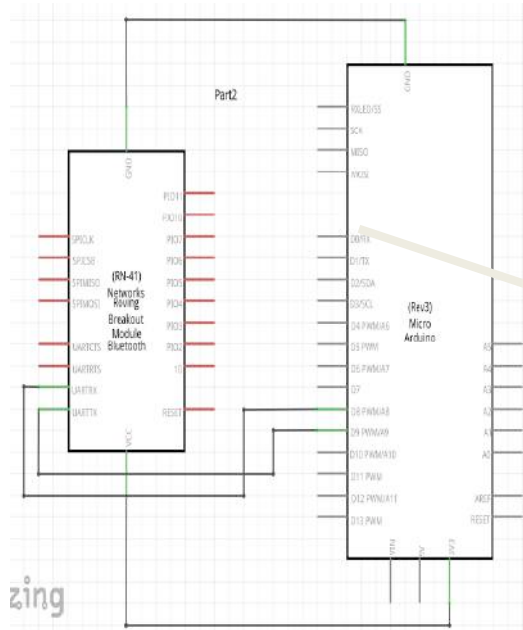 GND
Part2
GND
RXLED/SS
SCK
MISO
MOSI
PIO11
PIO10
SPICLK
PIO7
D0/RX
SPICSB
PIO6
D1/TX
SPIMISO
PIO5
D2/SDA
SPIMOSI
PIO4
D3/SCL
(RN-41)
Networks
Roving
Breakout
Module
Bluetooth
(Rev3)
Micro
Arduino
PIO3
D4 PWM/A6
UARTCTS
PIO2
D5 PWM
A5
UARTRTS
10
D6 PWM/A7
A4
UARTRX
D7
A3
UARTTX
RESET
D8 PWM/A8
A2
VCC
D9 PWM/A9
A1
D10 PWM/A10
A0
D11 PWM
D12 PWM/A11
AREF
D13 PWM
RESET
VIN
5V
3V3
zing